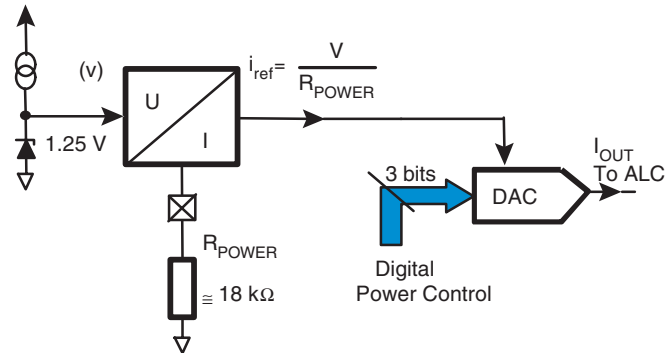 (v)
i_ref= V
R_POWER
U
I
1.25 V
3 bits
DAC
I_OUT
To ALC
R_POWER
≅ 18 kΩ
Digital
Power Control